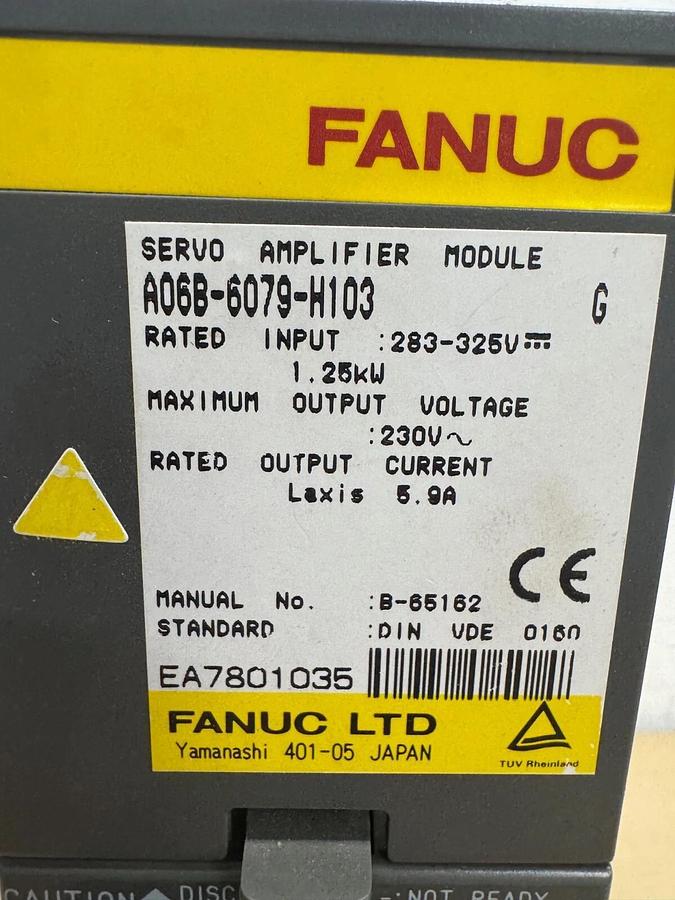 FANUC
SERVO AMPLIFIER MODULE
A06B-6079-H103 G
RATED INPUT :283-325V⎓
1.25kW
MAXIMUM OUTPUT VOLTAGE
:230V~
RATED OUTPUT CURRENT
Laxis 5.9A
CE
MANUAL No. :B-65162
STANDARD :DIN VDE 0160
EA7801035
FANUC LTD
Yamanashi 401-05 JAPAN
TUV Rheinland
CAUTION DISC -:NOT READY